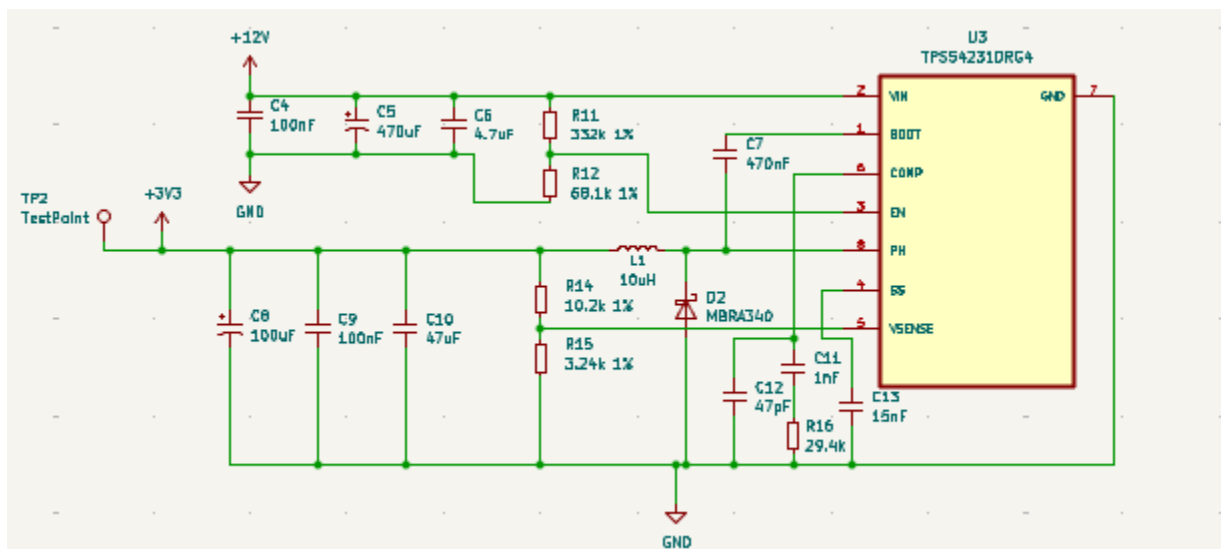 U3
TPS54231DRG4
+12V
C4
100nF
C5
470uF
C6
4.7uF
R11
332k 1%
R12
68.1k 1%
C7
470nF
2
VIN
GND
7
1
BOOT
6
COMP
3
EN
8
PH
4
SS
5
VSENSE
GND
TP2
TestPoint
+3V3
L1
10uH
R14
10.2k 1%
R15
3.24k 1%
D2
MBRA340
C8
100uF
C9
100nF
C10
47uF
C11
1nF
C12
47pF
C13
15nF
R16
29.4k
GND